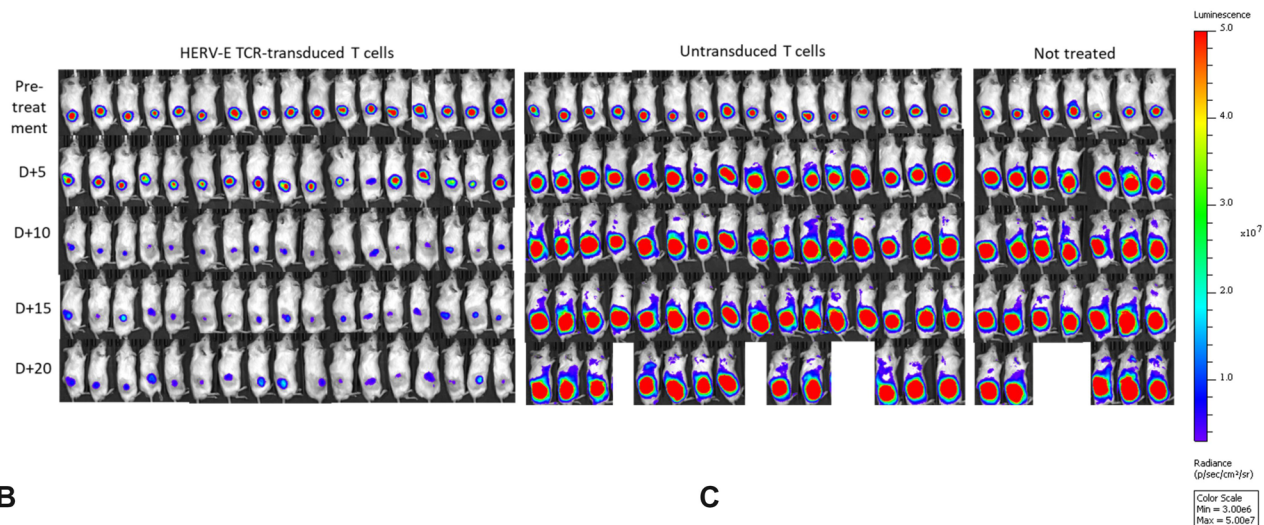 HERV-E TCR-transduced T cells
Untransduced T cells
Not treated
Pre-
treat
ment
D+5
D+10
D+15
D+20
Luminescence
5.0
4.0
3.0
x10⁷
2.0
1.0
Radiance
(p/sec/cm²/sr)
Color Scale
Min = 3.00e6
Max = 5.00e7
B
C